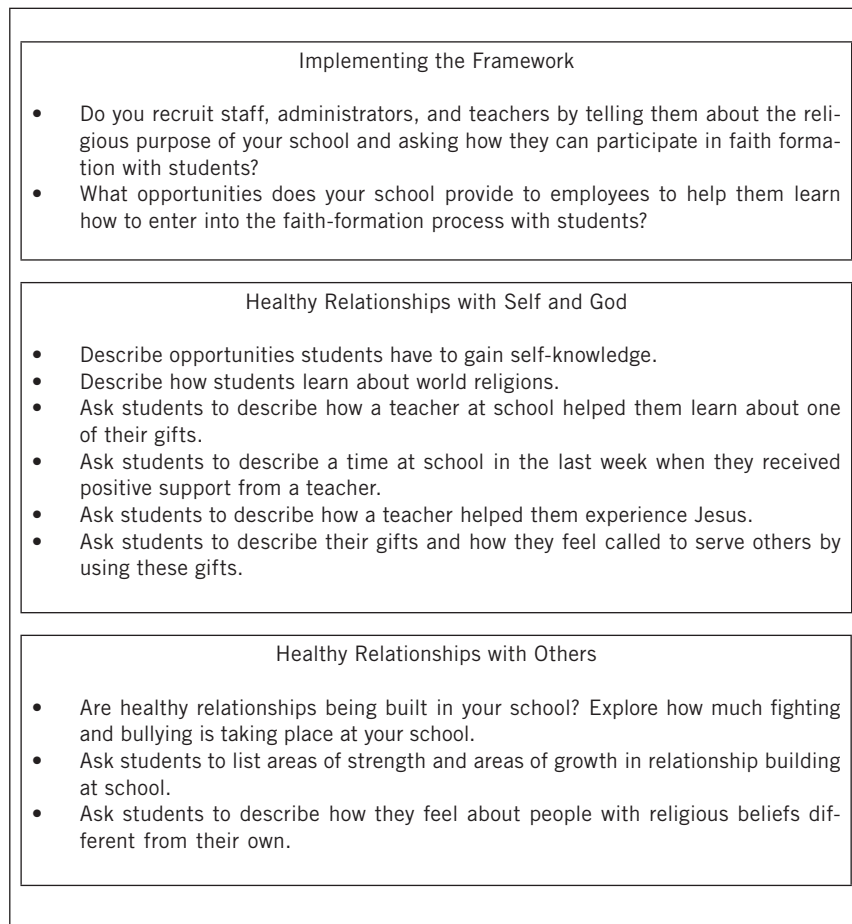 Implementing the Framework
• Do you recruit staff, administrators, and teachers by telling them about the reli-
gious purpose of your school and asking how they can participate in faith forma-
tion with students?
• What opportunities does your school provide to employees to help them learn
how to enter into the faith-formation process with students?
Healthy Relationships with Self and God
• Describe opportunities students have to gain self-knowledge.
• Describe how students learn about world religions.
• Ask students to describe how a teacher at school helped them learn about one
of their gifts.
• Ask students to describe a time at school in the last week when they received
positive support from a teacher.
• Ask students to describe how a teacher helped them experience Jesus.
• Ask students to describe their gifts and how they feel called to serve others by
using these gifts.
Healthy Relationships with Others
• Are healthy relationships being built in your school? Explore how much fighting
and bullying is taking place at your school.
• Ask students to list areas of strength and areas of growth in relationship building
at school.
• Ask students to describe how they feel about people with religious beliefs dif-
ferent from their own.